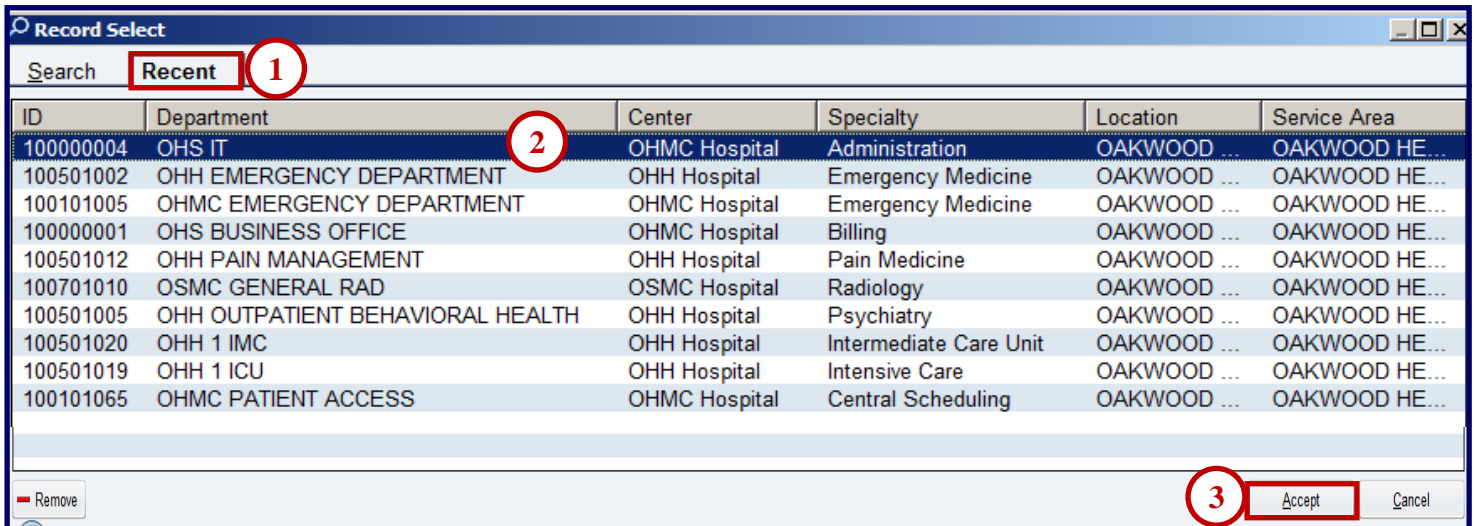 Record Select
Search Recent 1
ID Department Center Specialty Location Service Area
100000004 OHS IT 2 OHMC Hospital Administration OAKWOOD ... OAKWOOD HE...
100501002 OHH EMERGENCY DEPARTMENT OHH Hospital Emergency Medicine OAKWOOD ... OAKWOOD HE...
100101005 OHMC EMERGENCY DEPARTMENT OHMC Hospital Emergency Medicine OAKWOOD ... OAKWOOD HE...
100000001 OHS BUSINESS OFFICE OHMC Hospital Billing OAKWOOD ... OAKWOOD HE...
100501012 OHH PAIN MANAGEMENT OHH Hospital Pain Medicine OAKWOOD ... OAKWOOD HE...
100701010 OSMC GENERAL RAD OSMC Hospital Radiology OAKWOOD ... OAKWOOD HE...
100501005 OHH OUTPATIENT BEHAVIORAL HEALTH OHH Hospital Psychiatry OAKWOOD ... OAKWOOD HE...
100501020 OHH 1 IMC OHH Hospital Intermediate Care Unit OAKWOOD ... OAKWOOD HE...
100501019 OHH 1 ICU OHH Hospital Intensive Care OAKWOOD ... OAKWOOD HE...
100101065 OHMC PATIENT ACCESS OHMC Hospital Central Scheduling OAKWOOD ... OAKWOOD HE...
Remove 3 Accept Cancel